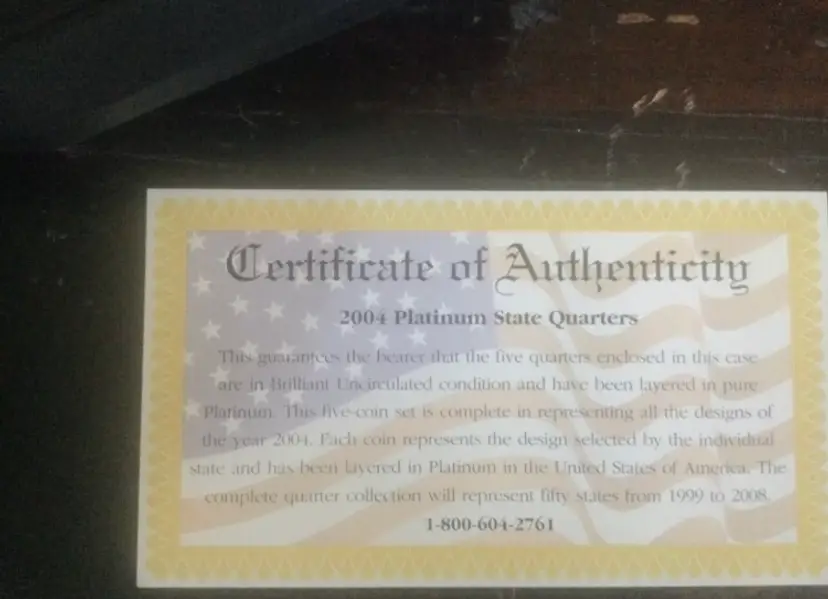 Certificate of Authenticity
2004 Platinum State Quarters
This guarantees the bearer that the five quarters enclosed in this case
are in Brilliant Uncirculated condition and have been layered in pure
Platinum. This five-coin set is complete in representing all the designs of
the year 2004. Each coin represents the design selected by the individual
state and has been layered in Platinum in the United States of America. The
complete quarter collection will represent fifty states from 1999 to 2008.
1-800-604-2761